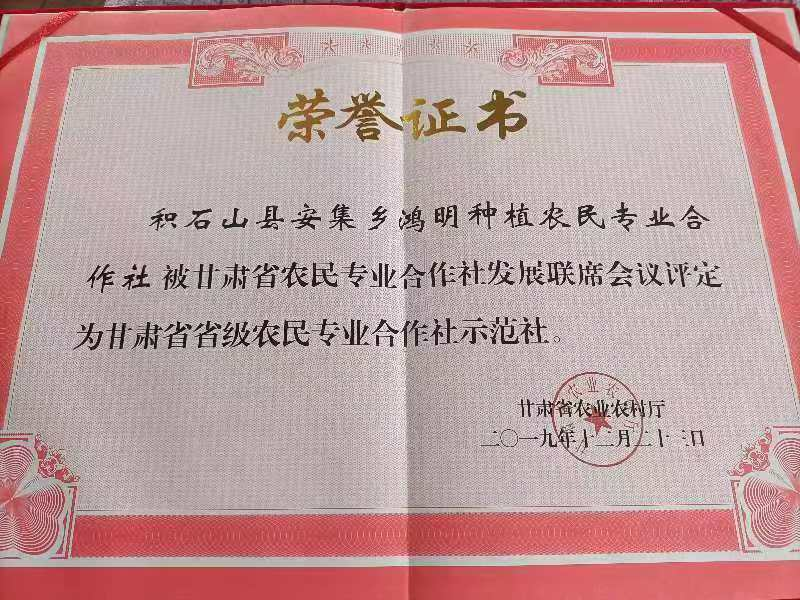 荣誉证书
积石山县安集乡鸿明种植农民专业合
作社被甘肃省农民专业合作社发展联席会议评定
为甘肃省省级农民专业合作社示范社。
甘肃省农业农村厅
二〇一九年十二月二十三日